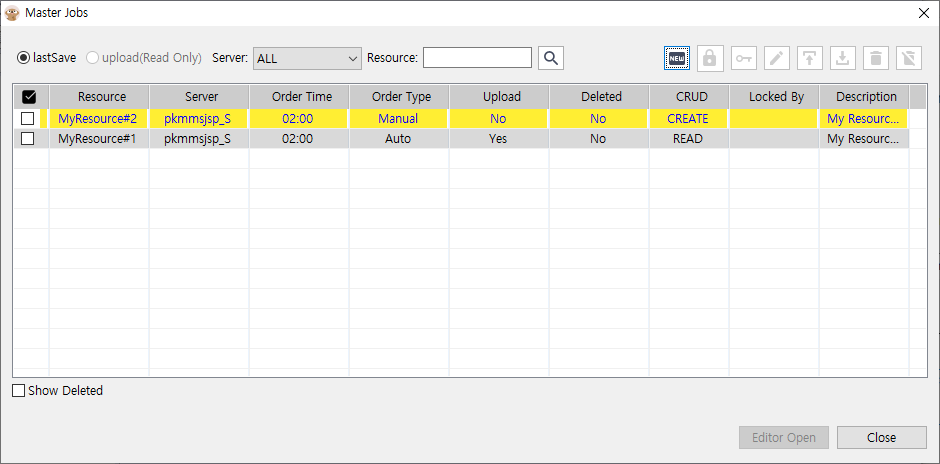 Master Jobs
lastSave upload(Read Only) Server: ALL Resource: NEW
Resource Server Order Time Order Type Upload Deleted CRUD Locked By Description
MyResource#2 pkmmsjsp_S 02:00 Manual No No CREATE My Resourc...
MyResource#1 pkmmsjsp_S 02:00 Auto Yes No READ My Resourc...
Show Deleted
Editor Open Close